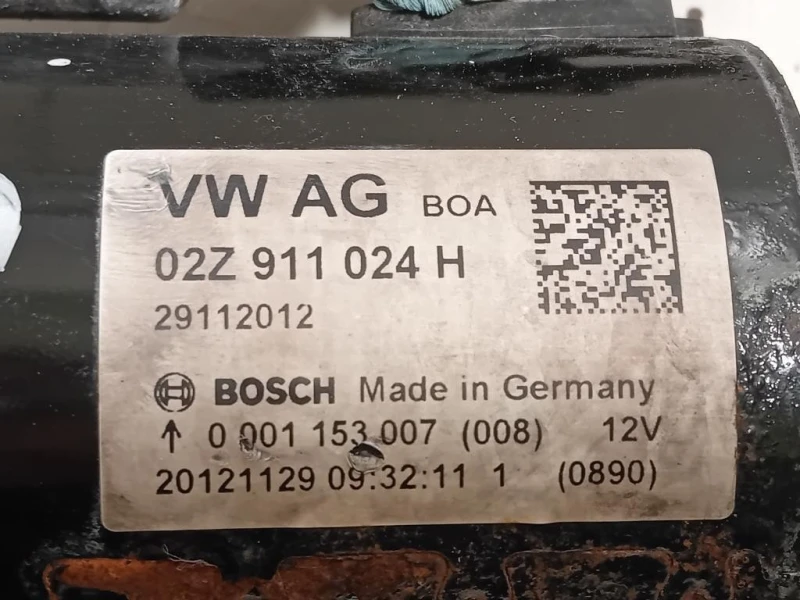 VW AG BOA
02Z 911 024 H
29112012
BOSCH Made in Germany
↑ 0 001 153 007 (008) 12V
20121129 09:32:11 1 (0890)